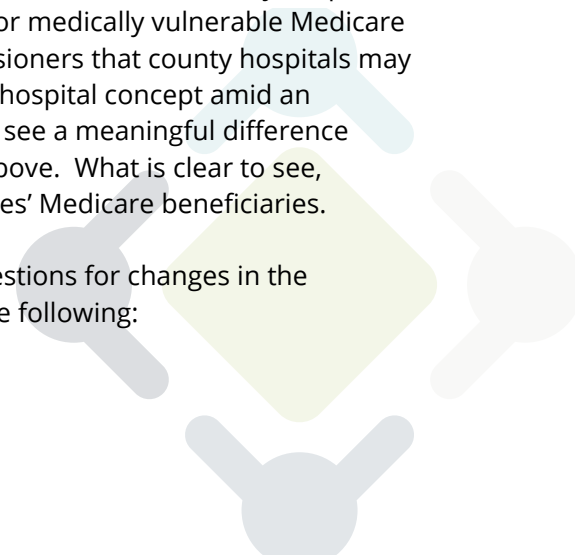 or medically vulnerable Medicare
sioners that county hospitals may
hospital concept amid an
see a meaningful difference
ove.  What is clear to see,
es’ Medicare beneficiaries.
estions for changes in the
e following: